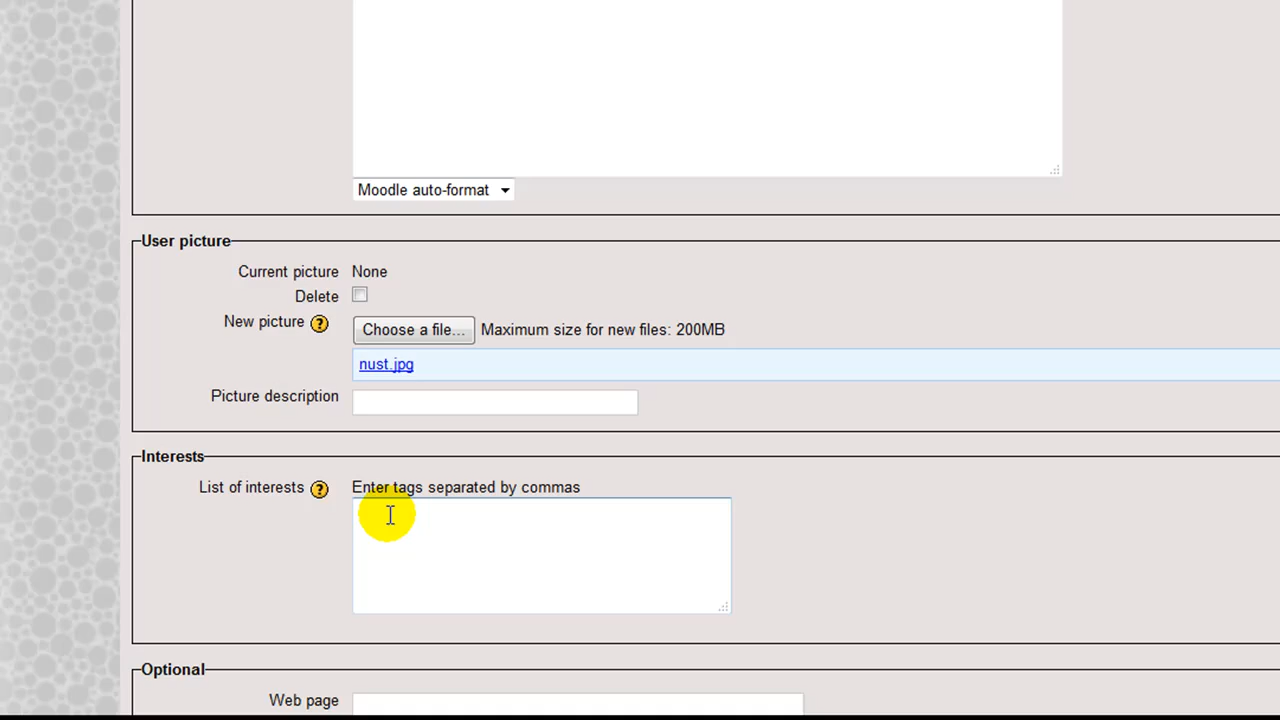 Moodle auto-format
User picture
Current picture None
Delete
New picture ? Choose a file... Maximum size for new files: 200MB
nust.jpg
Picture description
Interests
List of interests ? Enter tags separated by commas
Optional
Web page